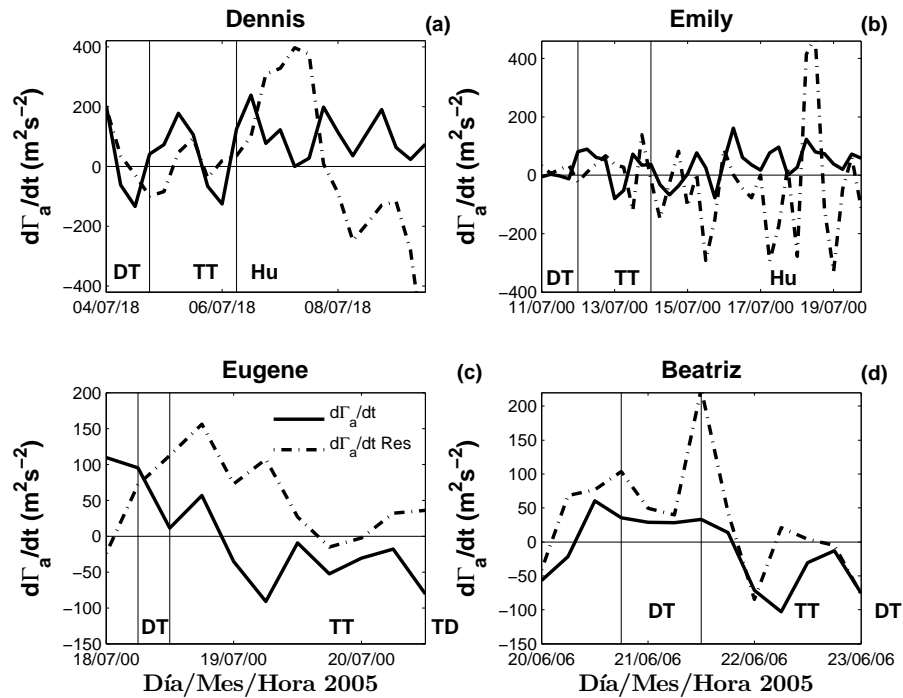 Dennis
(a)
dΓa/dt (m²s⁻²)
400
200
0
−200
−400
DT
TT
Hu
04/07/18
06/07/18
08/07/18
Emily
(b)
dΓa/dt (m²s⁻²)
400
200
0
−200
−400
DT
TT
Hu
11/07/00
13/07/00
15/07/00
17/07/00
19/07/00
Eugene
(c)
dΓa/dt (m²s⁻²)
200
150
100
50
0
−50
−100
−150
dΓa/dt
dΓa/dt Res
DT
TT
TD
18/07/00
19/07/00
20/07/00
Día/Mes/Hora 2005
Beatriz
(d)
dΓa/dt (m²s⁻²)
200
150
100
50
0
−50
−100
−150
DT
TT
DT
20/06/06
21/06/06
22/06/06
23/06/06
Día/Mes/Hora 2005